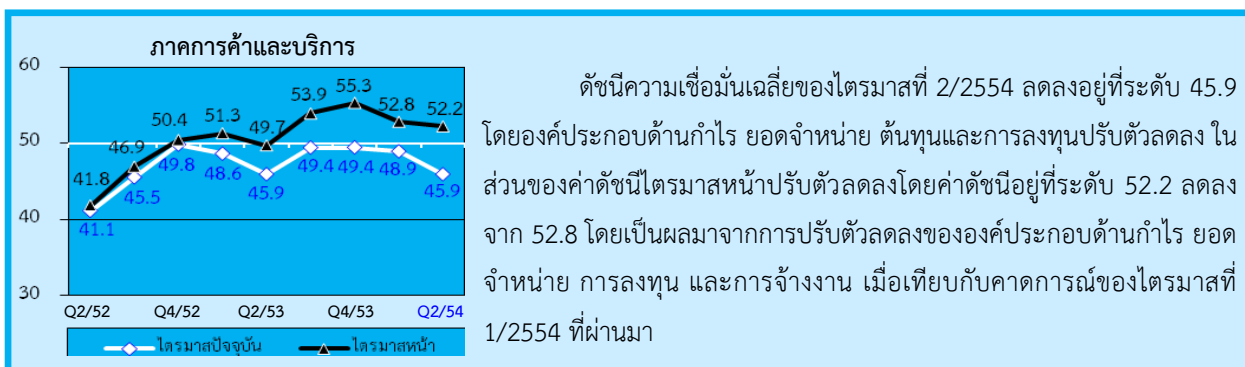 ภาคการค้าและบริการ
60
50
40
30
41.8
46.9
50.4
51.3
49.7
53.9
55.3
52.8
52.2
41.1
45.5
49.8
48.6
45.9
49.4
49.4
48.9
45.9
Q2/52 Q4/52 Q2/53 Q4/53 Q2/54
ไตรมาสปัจจุบัน ไตรมาสหน้า
ดัชนีความเชื่อมั่นเฉลี่ยของไตรมาสที่ 2/2554 ลดลงอยู่ที่ระดับ 45.9
โดยองค์ประกอบด้านกำไร ยอดจำหน่าย ต้นทุนและการลงทุนปรับตัวลดลง ใน
ส่วนของค่าดัชนีไตรมาสหน้าปรับตัวลดลงโดยค่าดัชนีอยู่ที่ระดับ 52.2 ลดลง
จาก 52.8 โดยเป็นผลมาจากการปรับตัวลดลงขององค์ประกอบด้านกำไร ยอด
จำหน่าย การลงทุน และการจ้างงาน เมื่อเทียบกับคาดการณ์ของไตรมาสที่
1/2554 ที่ผ่านมา